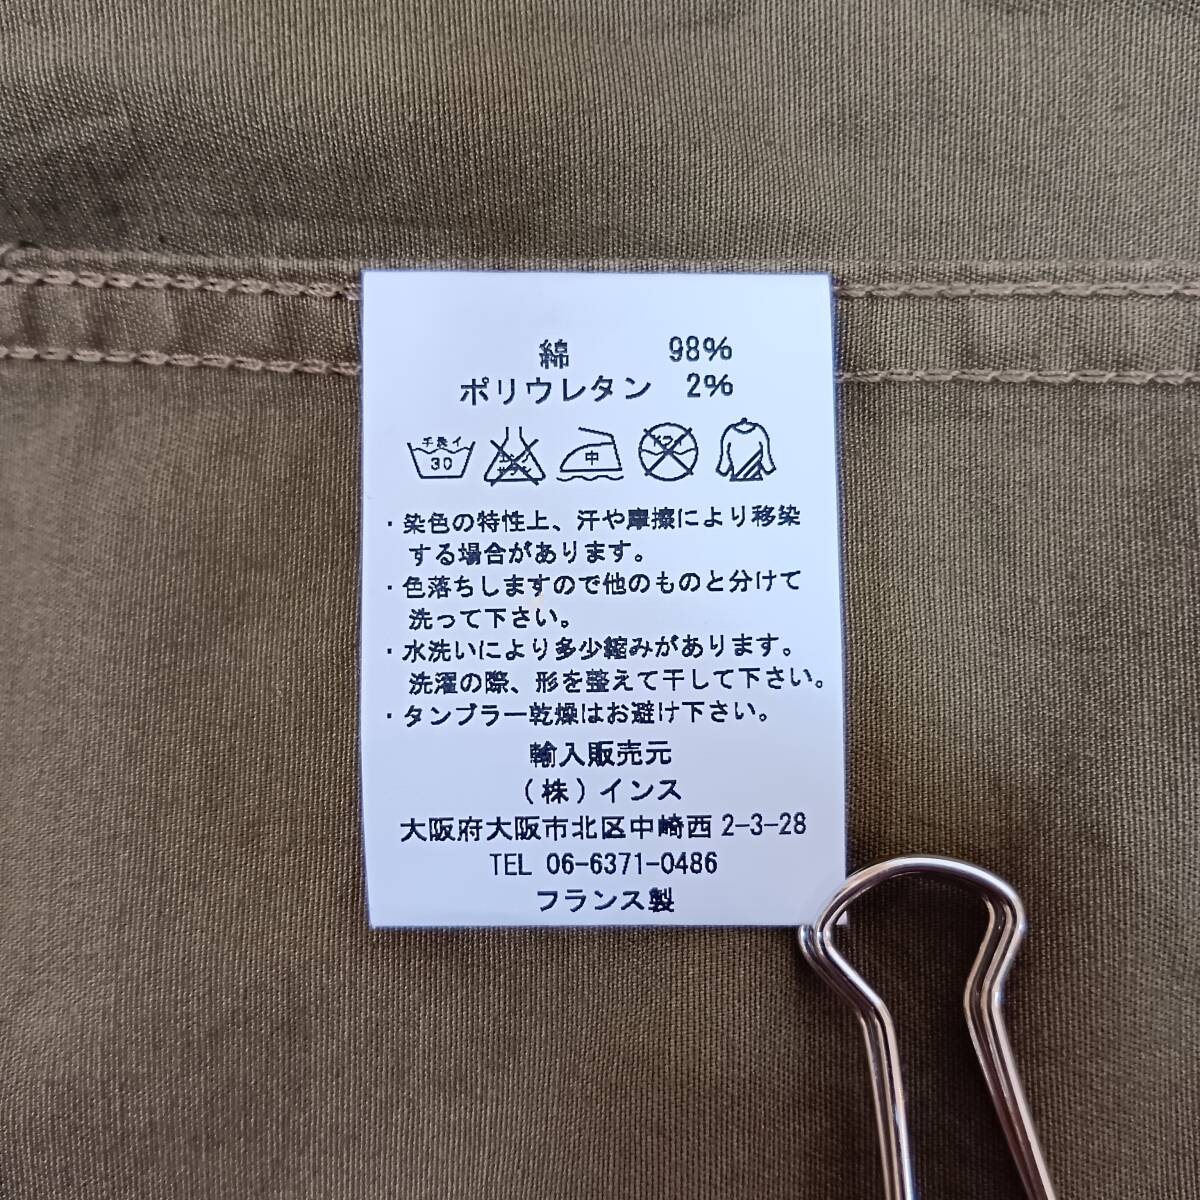 綿 98%
ポリウレタン 2%
手洗イ 30 エンソ サラシ 中
・染色の特性上、汗や摩擦により移染
する場合があります。
・色落ちしますので他のものと分けて
洗って下さい。
・水洗いにより多少縮みがあります。
洗濯の際、形を整えて干して下さい。
・タンブラー乾燥はお避け下さい。
輸入販売元
(株)インス
大阪府大阪市北区中崎西2-3-28
TEL 06-6371-0486
フランス製